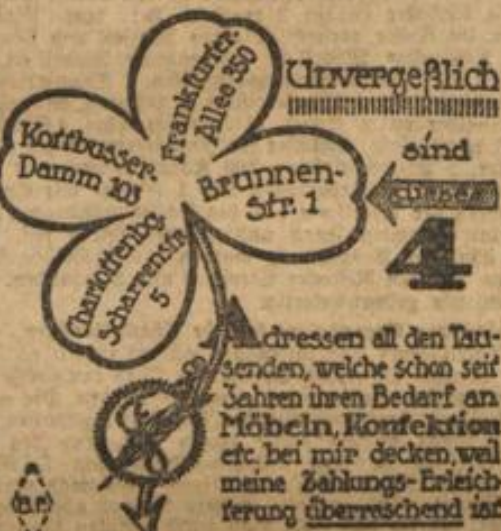 Frankfurter-
Allee 350
Kottbusser-
Damm 103
Brunnen-
Str. 1
Charlottenbg.
Scharrenstr.
5
Unvergeßlich
sind
diese
4
Adressen all den Tau-
senden, welche schon seit
Jahren ihren Bedarf an
Möbeln, Konfektion
etc. bei mir decken, weil
meine Zahlungs-Erleich-
terung überraschend ist